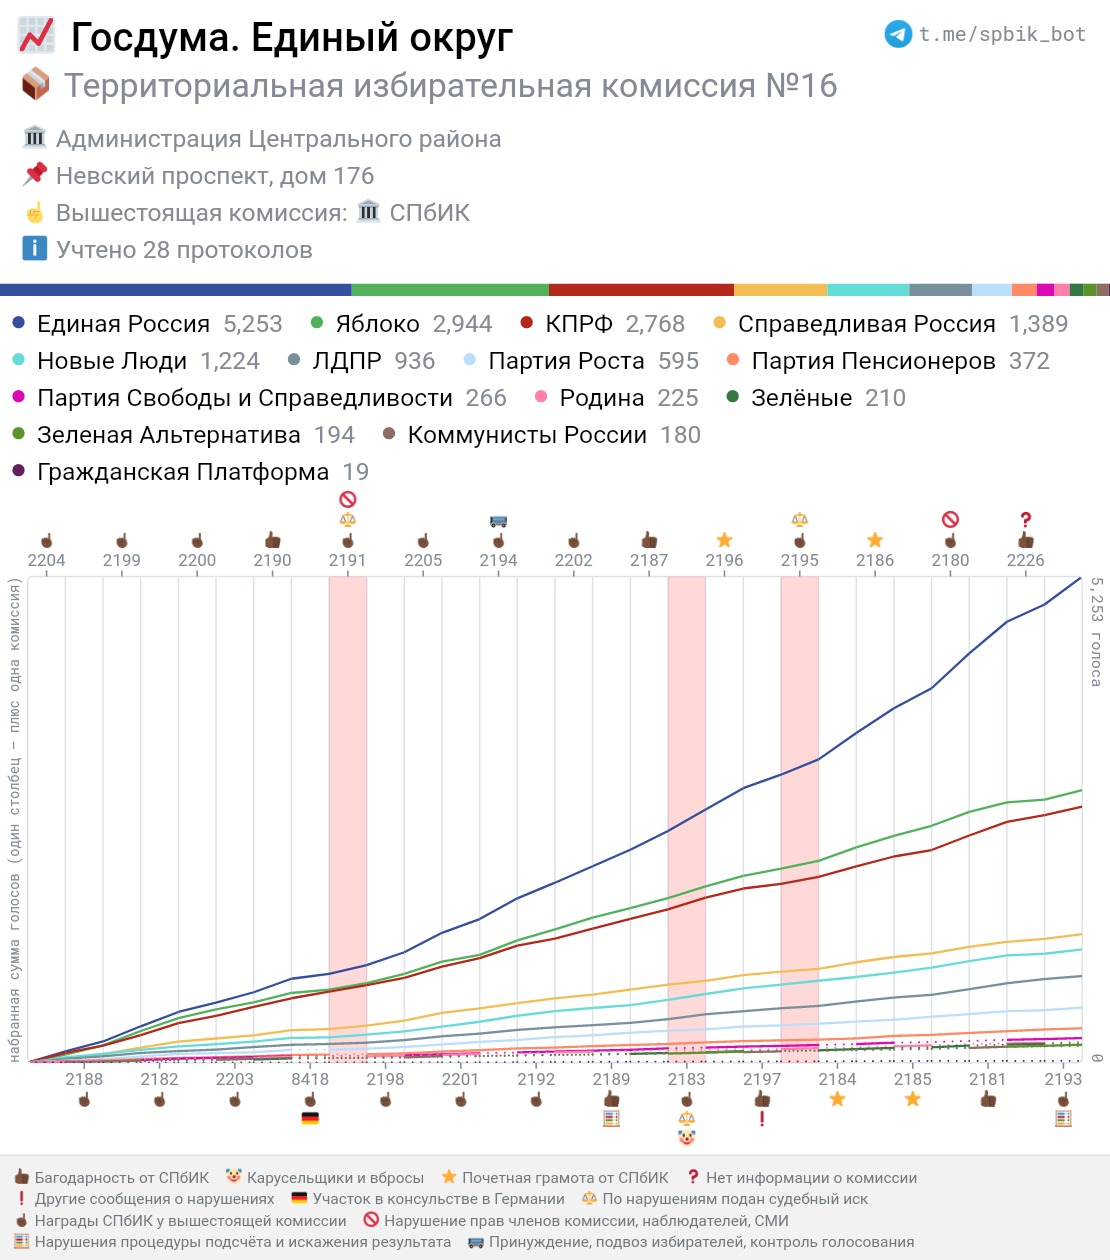 Госдума. Единый округ
t.me/spbik_bot
Территориальная избирательная комиссия №16
Администрация Центрального района
Невский проспект, дом 176
Вышестоящая комиссия: СПбИК
Учтено 28 протоколов
Единая Россия 5,253 Яблоко 2,944 КПРФ 2,768 Справедливая Россия 1,389
Новые Люди 1,224 ЛДПР 936 Партия Роста 595 Партия Пенсионеров 372
Партия Свободы и Справедливости 266 Родина 225 Зелёные 210
Зеленая Альтернатива 194 Коммунисты России 180
Гражданская Платформа 19
2204 2199 2200 2190 2191 2205 2194 2202 2187 2196 2195 2186 2180 2226
набранная сумма голосов (один столбец – плюс одна комиссия)
5,253 голоса
0
2188 2182 2203 8418 2198 2201 2192 2189 2183 2197 2184 2185 2181 2193
Багодарность от СПбИК Карусельщики и вбросы Почетная грамота от СПбИК Нет информации о комиссии
Другие сообщения о нарушениях Участок в консульстве в Германии По нарушениям подан судебный иск
Награды СПбИК у вышестоящей комиссии Нарушение прав членов комиссии, наблюдателей, СМИ
Нарушения процедуры подсчёта и искажения результата Принуждение, подвоз избирателей, контроль голосования